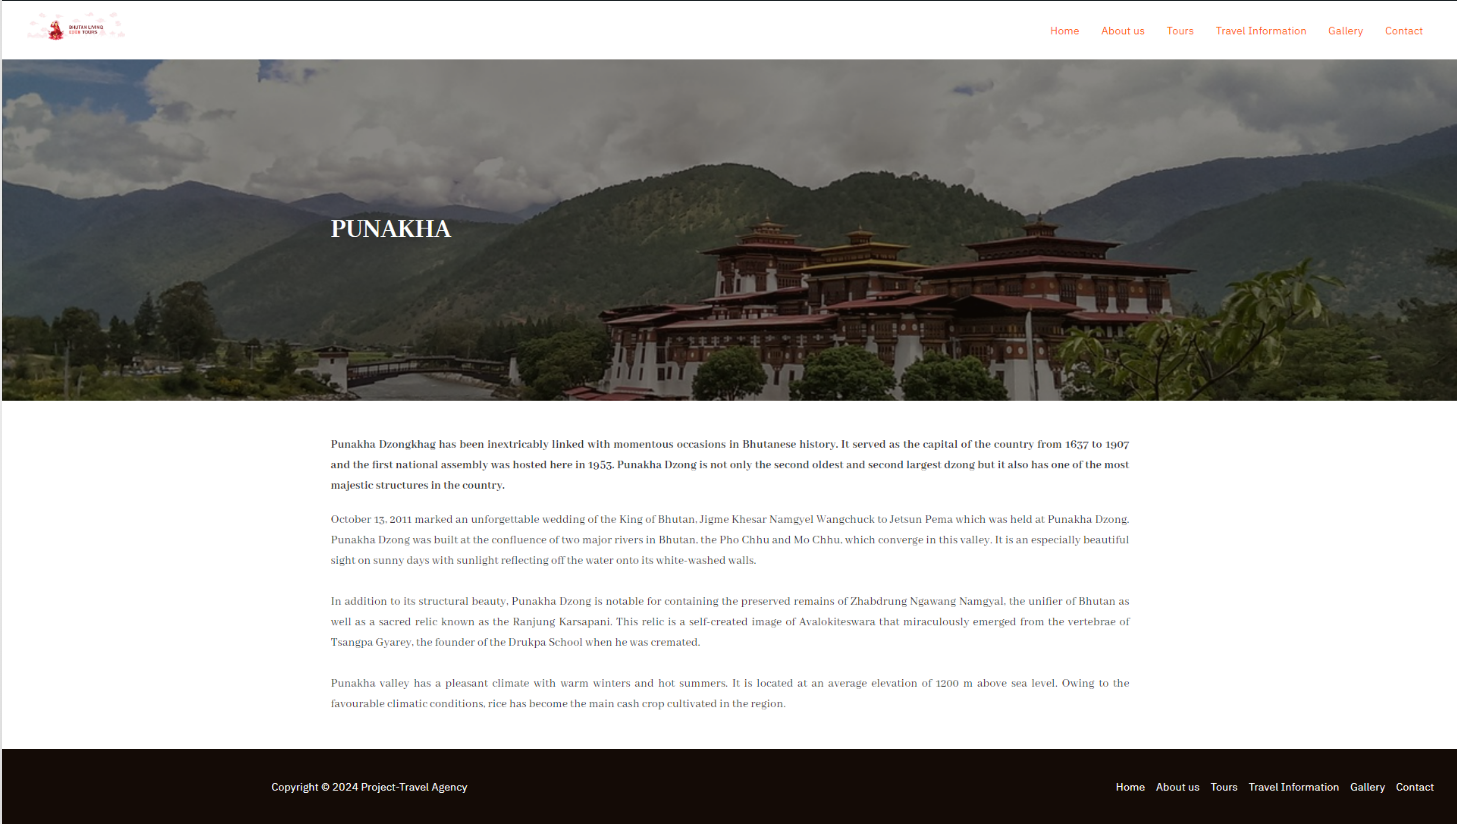 BHUTAN LIVING
EDEN TOURS
Home About us Tours Travel Information Gallery Contact
PUNAKHA
Punakha Dzongkhag has been inextricably linked with momentous occasions in Bhutanese history. It served as the capital of the country from 1637 to 1907
and the first national assembly was hosted here in 1953. Punakha Dzong is not only the second oldest and second largest dzong but it also has one of the most
majestic structures in the country.
October 13, 2011 marked an unforgettable wedding of the King of Bhutan, Jigme Khesar Namgyel Wangchuck to Jetsun Pema which was held at Punakha Dzong.
Punakha Dzong was built at the confluence of two major rivers in Bhutan, the Pho Chhu and Mo Chhu, which converge in this valley. It is an especially beautiful
sight on sunny days with sunlight reflecting off the water onto its white-washed walls.
In addition to its structural beauty, Punakha Dzong is notable for containing the preserved remains of Zhabdrung Ngawang Namgyal, the unifier of Bhutan as
well as a sacred relic known as the Ranjung Karsapani. This relic is a self-created image of Avalokiteswara that miraculously emerged from the vertebrae of
Tsangpa Gyarey, the founder of the Drukpa School when he was cremated.
Punakha valley has a pleasant climate with warm winters and hot summers. It is located at an average elevation of 1200 m above sea level. Owing to the
favourable climatic conditions, rice has become the main cash crop cultivated in the region.
Copyright © 2024 Project-Travel Agency
Home About us Tours Travel Information Gallery Contact